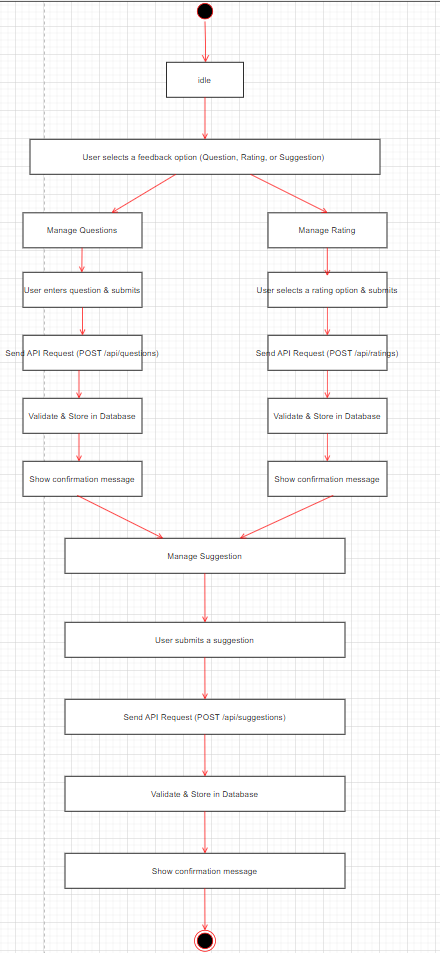 idle
User selects a feedback option (Question, Rating, or Suggestion)
Manage Questions
Manage Rating
User enters question & submits
User selects a rating option & submits
Send API Request (POST /api/questions)
Send API Request (POST /api/ratings)
Validate & Store in Database
Validate & Store in Database
Show confirmation message
Show confirmation message
Manage Suggestion
User submits a suggestion
Send API Request (POST /api/suggestions)
Validate & Store in Database
Show confirmation message